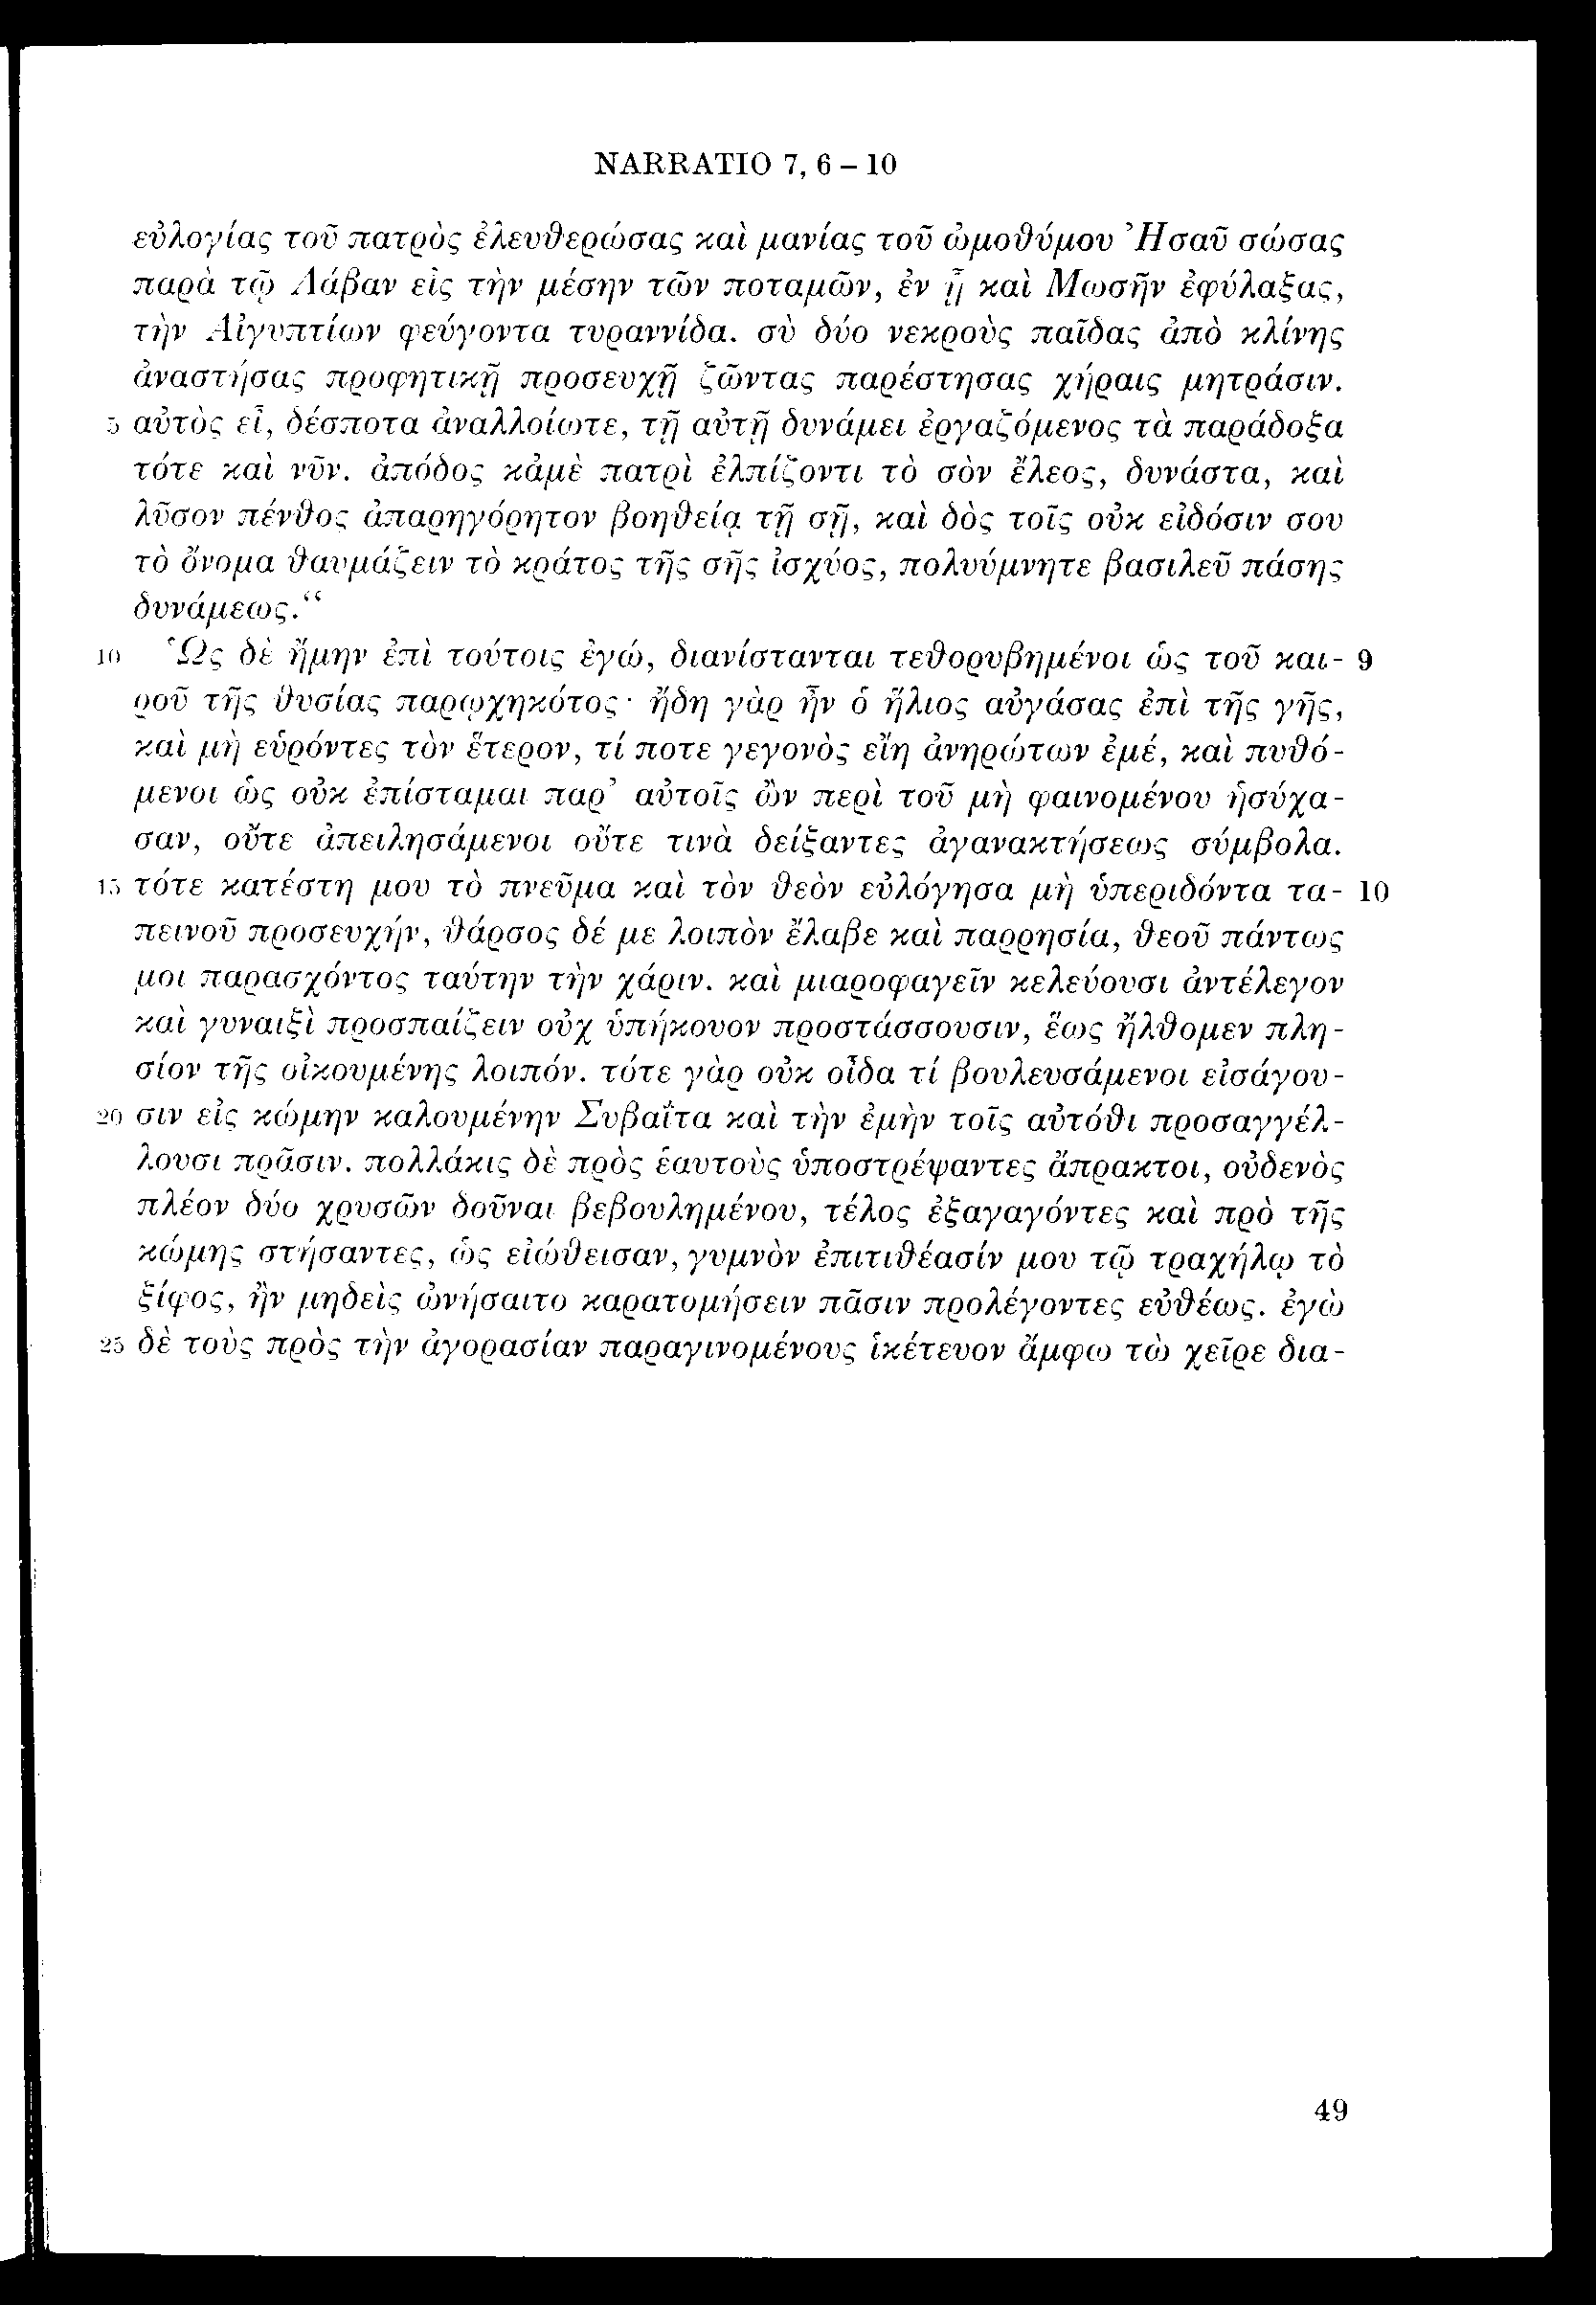 NARRATIO 7, 6 – 10
εὐλογίας τοῦ πατρὸς ἐλευθερώσας καὶ μανίας τοῦ ὠμοθύμου Ἠσαῦ σώσας
παρὰ τῷ Λάβαν εἰς τὴν μέσην τῶν ποταμῶν, ἐν ᾗ καὶ Μωσῆν ἐφύλαξας,
τὴν Αἰγυπτίων φεύγοντα τυραννίδα. σὺ δύο νεκροὺς παῖδας ἀπὸ κλίνης
ἀναστήσας προφητικῇ προσευχῇ ζῶντας παρέστησας χήραις μητράσιν.
5 αὐτὸς εἶ, δέσποτα ἀναλλοίωτε, τῇ αὐτῇ δυνάμει ἐργαζόμενος τὰ παράδοξα
τότε καὶ νῦν. ἀπόδος κἀμὲ πατρὶ ἐλπίζοντι τὸ σὸν ἔλεος, δυνάστα, καὶ
λῦσον πένθος ἀπαρηγόρητον βοηθείᾳ τῇ σῇ, καὶ δὸς τοῖς οὐκ εἰδόσιν σου
τὸ ὄνομα θαυμάζειν τὸ κράτος τῆς σῆς ἰσχύος, πολυύμνητε βασιλεῦ πάσης
δυνάμεως.“
10 Ὡς δὲ ἤμην ἐπὶ τούτοις ἐγώ, διανίστανται τεθορυβημένοι ὡς τοῦ και- 9
ροῦ τῆς θυσίας παρῳχηκότος· ἤδη γὰρ ἦν ὁ ἥλιος αὐγάσας ἐπὶ τῆς γῆς,
καὶ μὴ εὑρόντες τὸν ἕτερον, τί ποτε γεγονὸς εἴη ἀνηρώτων ἐμέ, καὶ πυθό-
μενοι ὡς οὐκ ἐπίσταμαι παρ’ αὐτοῖς ὢν περὶ τοῦ μὴ φαινομένου ἡσύχα-
σαν, οὔτε ἀπειλησάμενοι οὔτε τινὰ δείξαντες ἀγανακτήσεως σύμβολα.
15 τότε κατέστη μου τὸ πνεῦμα καὶ τὸν θεὸν εὐλόγησα μὴ ὑπεριδόντα τα- 10
πεινοῦ προσευχήν, θάρσος δέ με λοιπὸν ἔλαβε καὶ παρρησία, θεοῦ πάντως
μοι παρασχόντος ταύτην τὴν χάριν. καὶ μιαροφαγεῖν κελεύουσι ἀντέλεγον
καὶ γυναιξὶ προσπαίζειν οὐχ ὑπήκουον προστάσσουσιν, ἕως ἤλθομεν πλη-
σίον τῆς οἰκουμένης λοιπόν. τότε γὰρ οὐκ οἶδα τί βουλευσάμενοι εἰσάγου-
20 σιν εἰς κώμην καλουμένην Συβαΐτα καὶ τὴν ἐμὴν τοῖς αὐτόθι προσαγγέλ-
λουσι πρᾶσιν. πολλάκις δὲ πρὸς ἑαυτοὺς ὑποστρέψαντες ἄπρακτοι, οὐδενὸς
πλέον δύο χρυσῶν δοῦναι βεβουλημένου, τέλος ἐξαγαγόντες καὶ πρὸ τῆς
κώμης στήσαντες, ὡς εἰώθεισαν, γυμνὸν ἐπιτιθέασίν μου τῷ τραχήλῳ τὸ
ξίφος, ἢν μηδεὶς ὠνήσαιτο καρατομήσειν πᾶσιν προλέγοντες εὐθέως. ἐγὼ
25 δὲ τοὺς πρὸς τὴν ἀγορασίαν παραγινομένους ἱκέτευον ἄμφω τὼ χεῖρε δια-
49